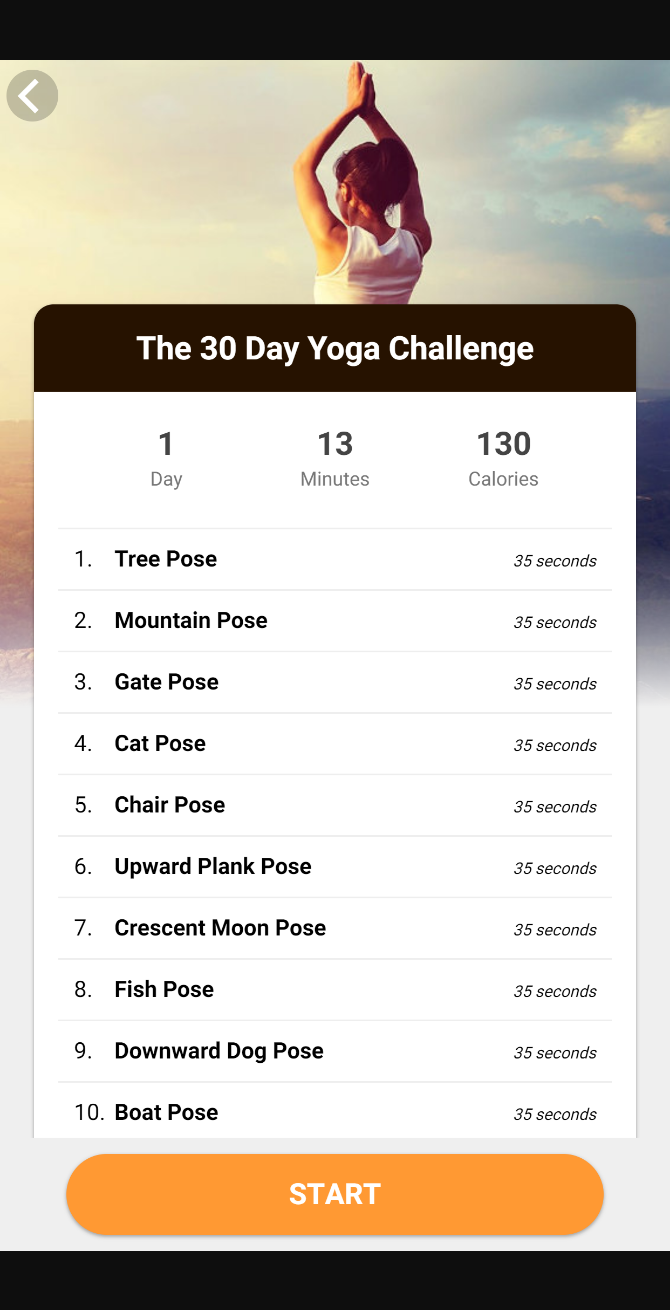 The 30 Day Yoga Challenge
1 13 130
Day Minutes Calories
1. Tree Pose 35 seconds
2. Mountain Pose 35 seconds
3. Gate Pose 35 seconds
4. Cat Pose 35 seconds
5. Chair Pose 35 seconds
6. Upward Plank Pose 35 seconds
7. Crescent Moon Pose 35 seconds
8. Fish Pose 35 seconds
9. Downward Dog Pose 35 seconds
10. Boat Pose 35 seconds
START